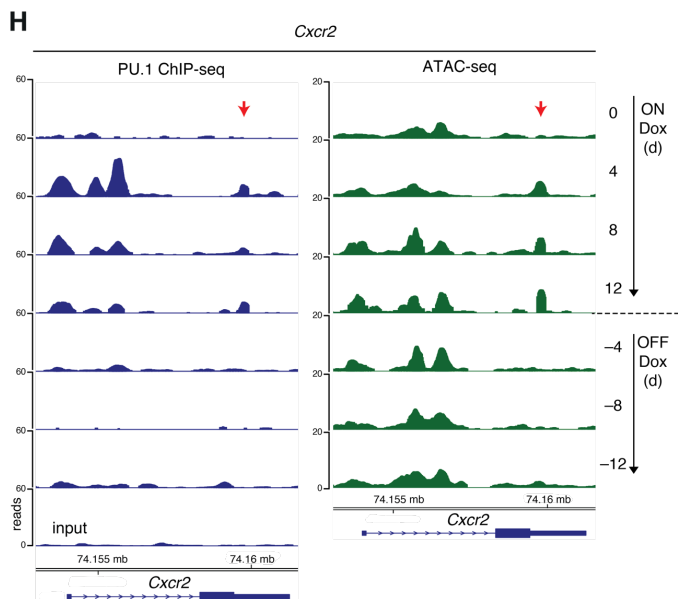 H
Cxcr2
PU.1 ChIP-seq
ATAC-seq
60
60
60
60
60
60
60
60
0
reads
input
74.155 mb
74.16 mb
Cxcr2
20
20
20
20
20
20
20
0
74.155 mb
74.16 mb
Cxcr2
0
4
8
12
ON
Dox
(d)
−4
−8
−12
OFF
Dox
(d)